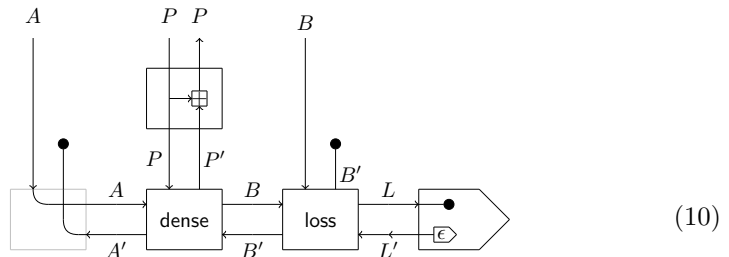 A P P B
P P′ B′
A B L
dense loss ϵ (10)
A′ B′ L′